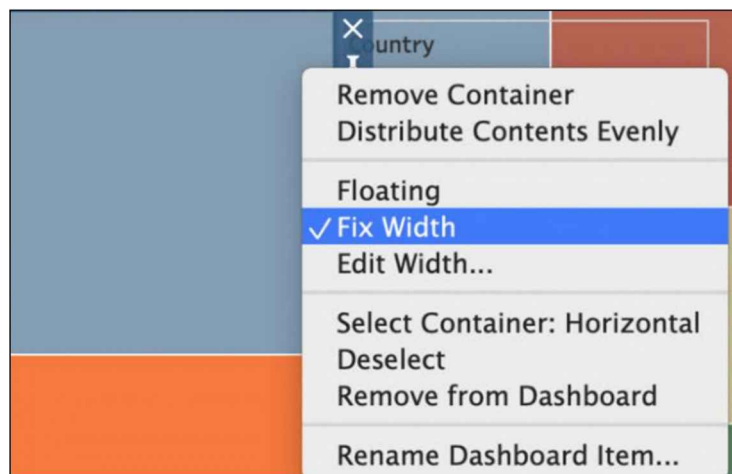 Country
Remove Container
Distribute Contents Evenly
Floating
✓ Fix Width
Edit Width...
Select Container: Horizontal
Deselect
Remove from Dashboard
Rename Dashboard Item...